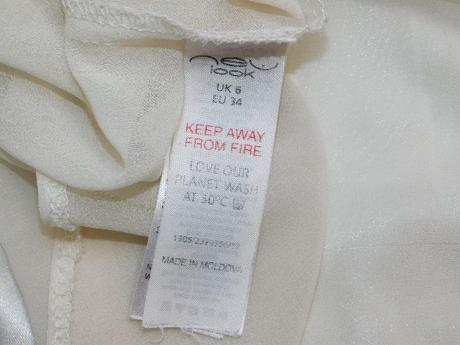 new
look
UK 6
EU 34
KEEP AWAY
FROM FIRE
LOVE OUR
PLANET WASH
AT 30°C
MADE IN MOLDOVA